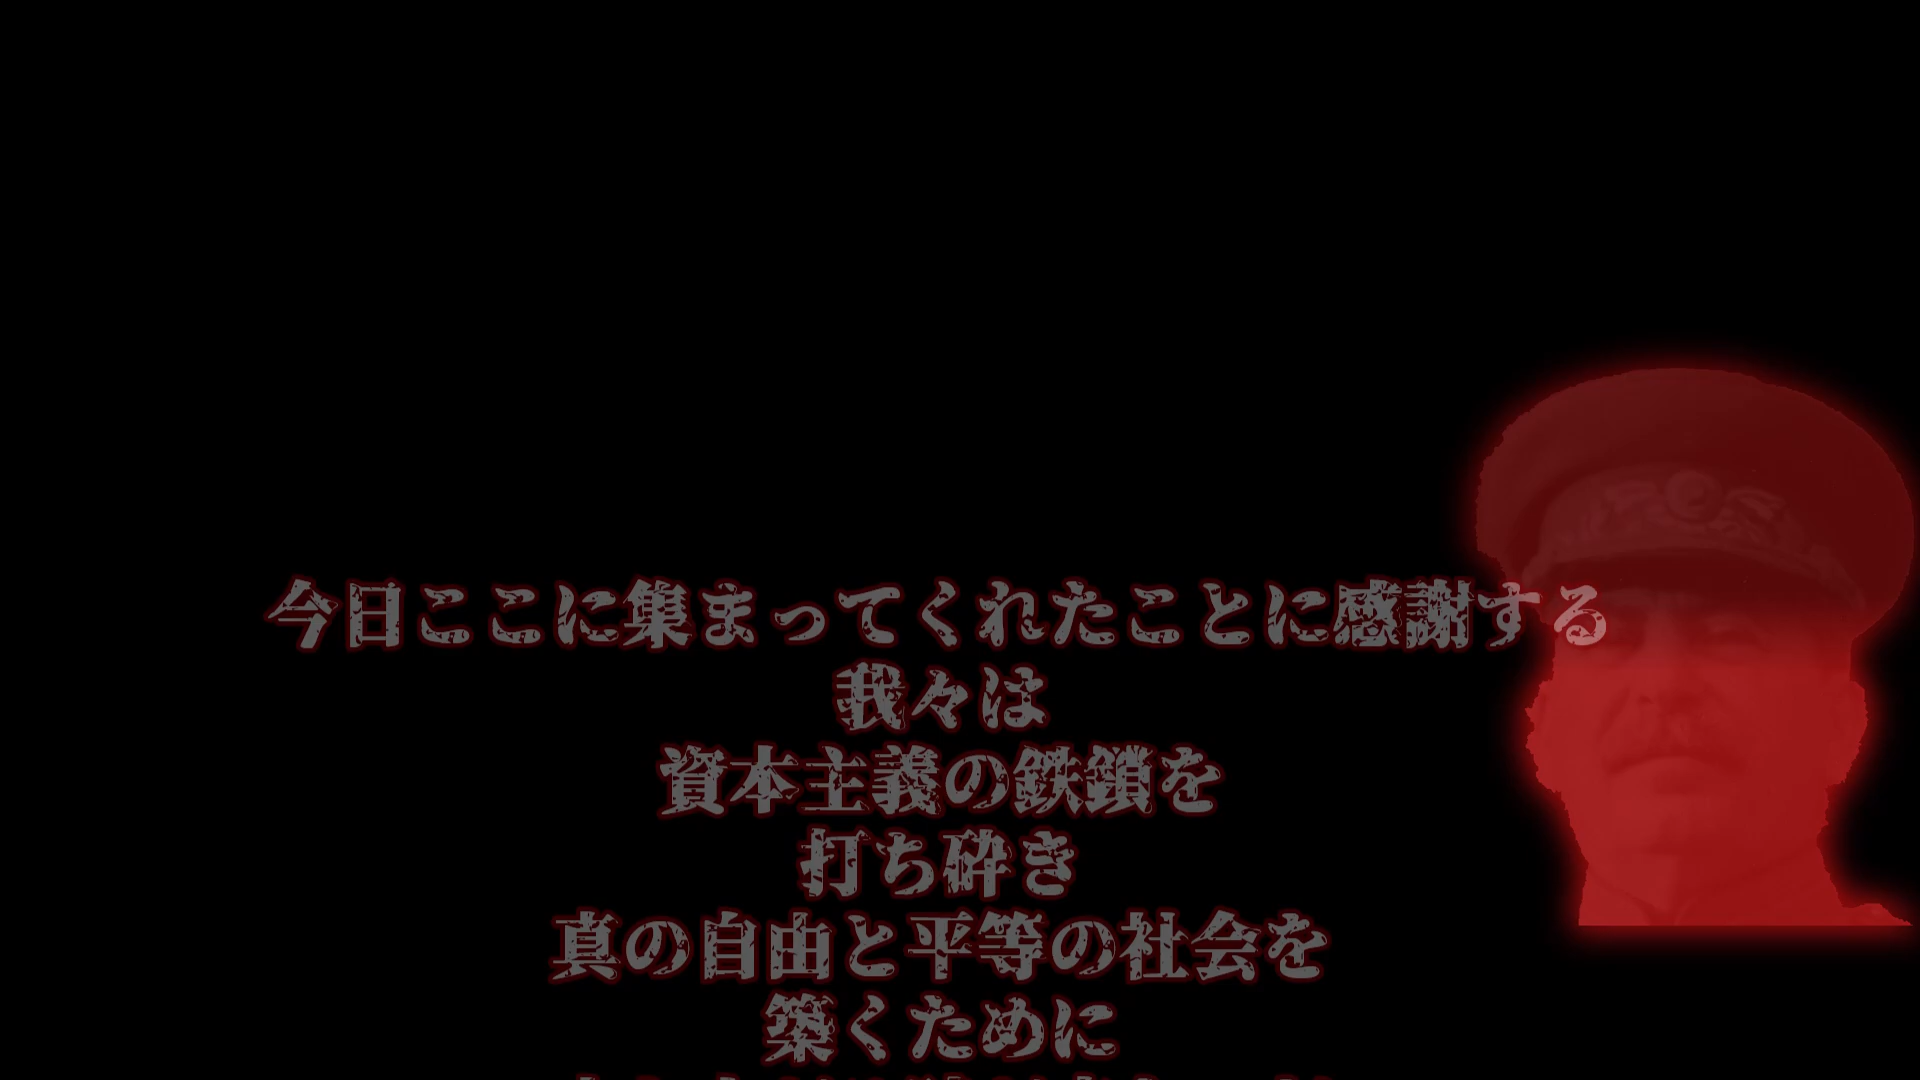 今日ここに集まってくれたことに感謝する
我々は
資本主義の鉄鎖を
打ち砕き
真の自由と平等の社会を
築くために